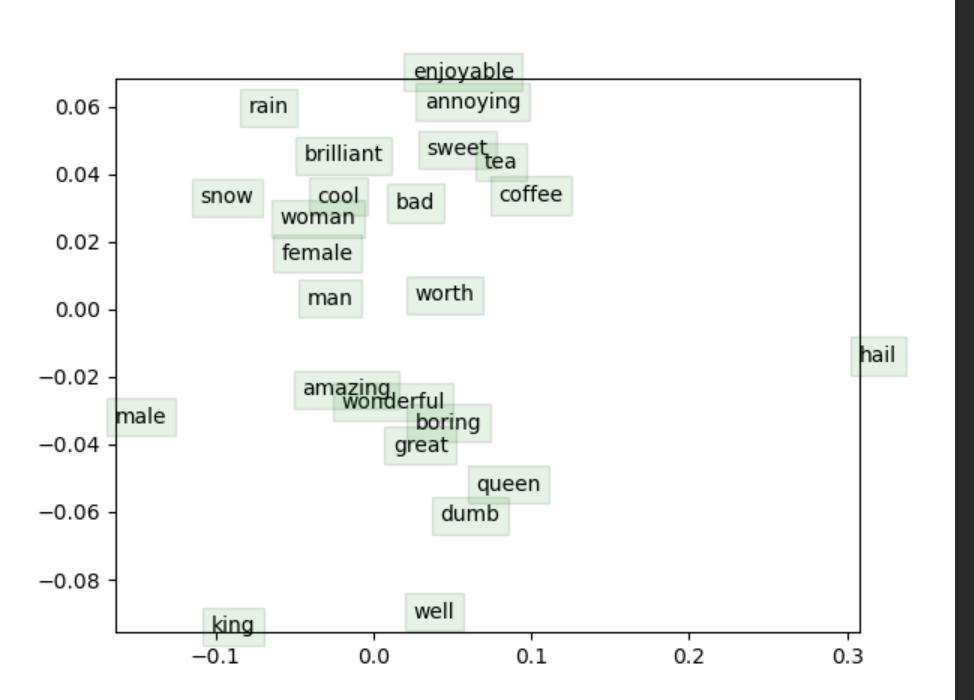 enjoyable
0.06
rain
annoying
brilliant
sweet
tea
0.04
snow
cool
bad
coffee
woman
0.02
female
0.00
man
worth
hail
−0.02
amazing
wonderful
male
boring
−0.04
great
queen
−0.06
dumb
−0.08
well
king
−0.1
0.0
0.1
0.2
0.3